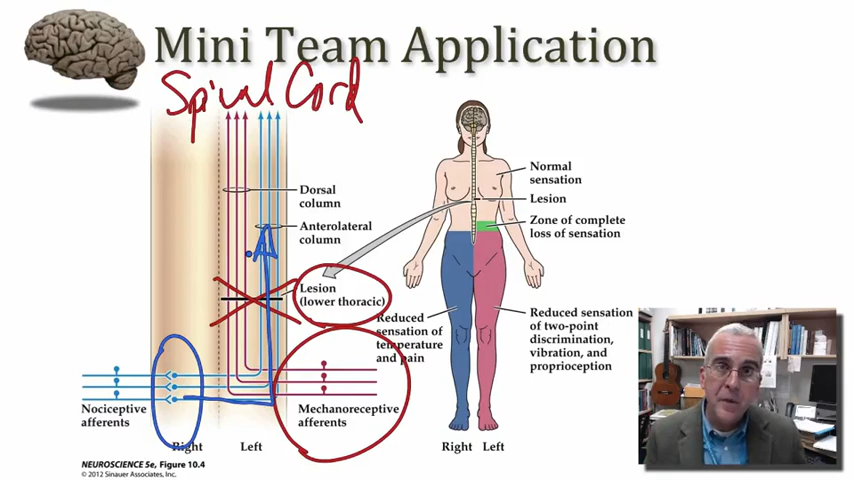 Mini Team Application
Spinal Cord
Dorsal
column
Anterolateral
column
Lesion
(lower thoracic)
Nociceptive
afferents
Mechanoreceptive
afferents
Right
Left
Normal
sensation
Lesion
Zone of complete
loss of sensation
Reduced
sensation of
temperature
and pain
Reduced sensation
of two-point
discrimination,
vibration, and
proprioception
Right
Left
NEUROSCIENCE 5e, Figure 10.4
© 2012 Sinauer Associates, Inc.